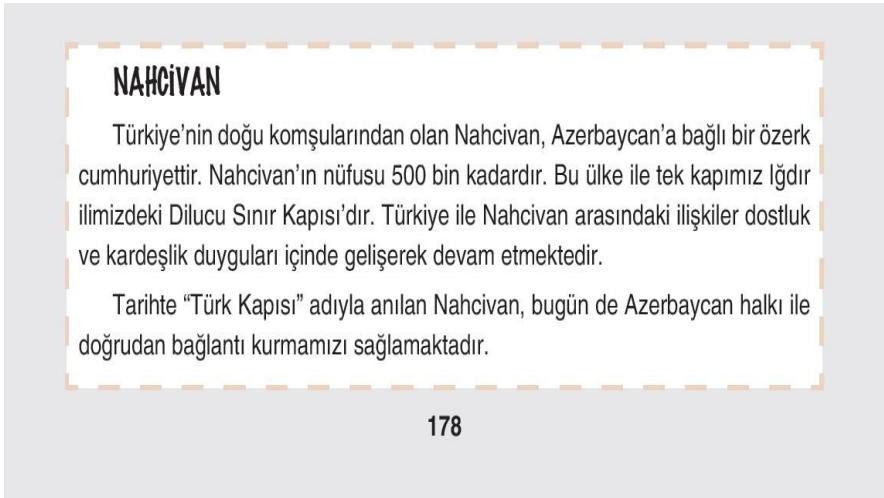 NAHCİVAN
Türkiye’nin doğu komşularından olan Nahcivan, Azerbaycan’a bağlı bir özerk
cumhuriyettir. Nahcivan’ın nüfusu 500 bin kadardır. Bu ülke ile tek kapımız Iğdır
ilimizdeki Dilucu Sınır Kapısı’dır. Türkiye ile Nahcivan arasındaki ilişkiler dostluk
ve kardeşlik duyguları içinde gelişerek devam etmektedir.
Tarihte “Türk Kapısı” adıyla anılan Nahcivan, bugün de Azerbaycan halkı ile
doğrudan bağlantı kurmamızı sağlamaktadır.
178